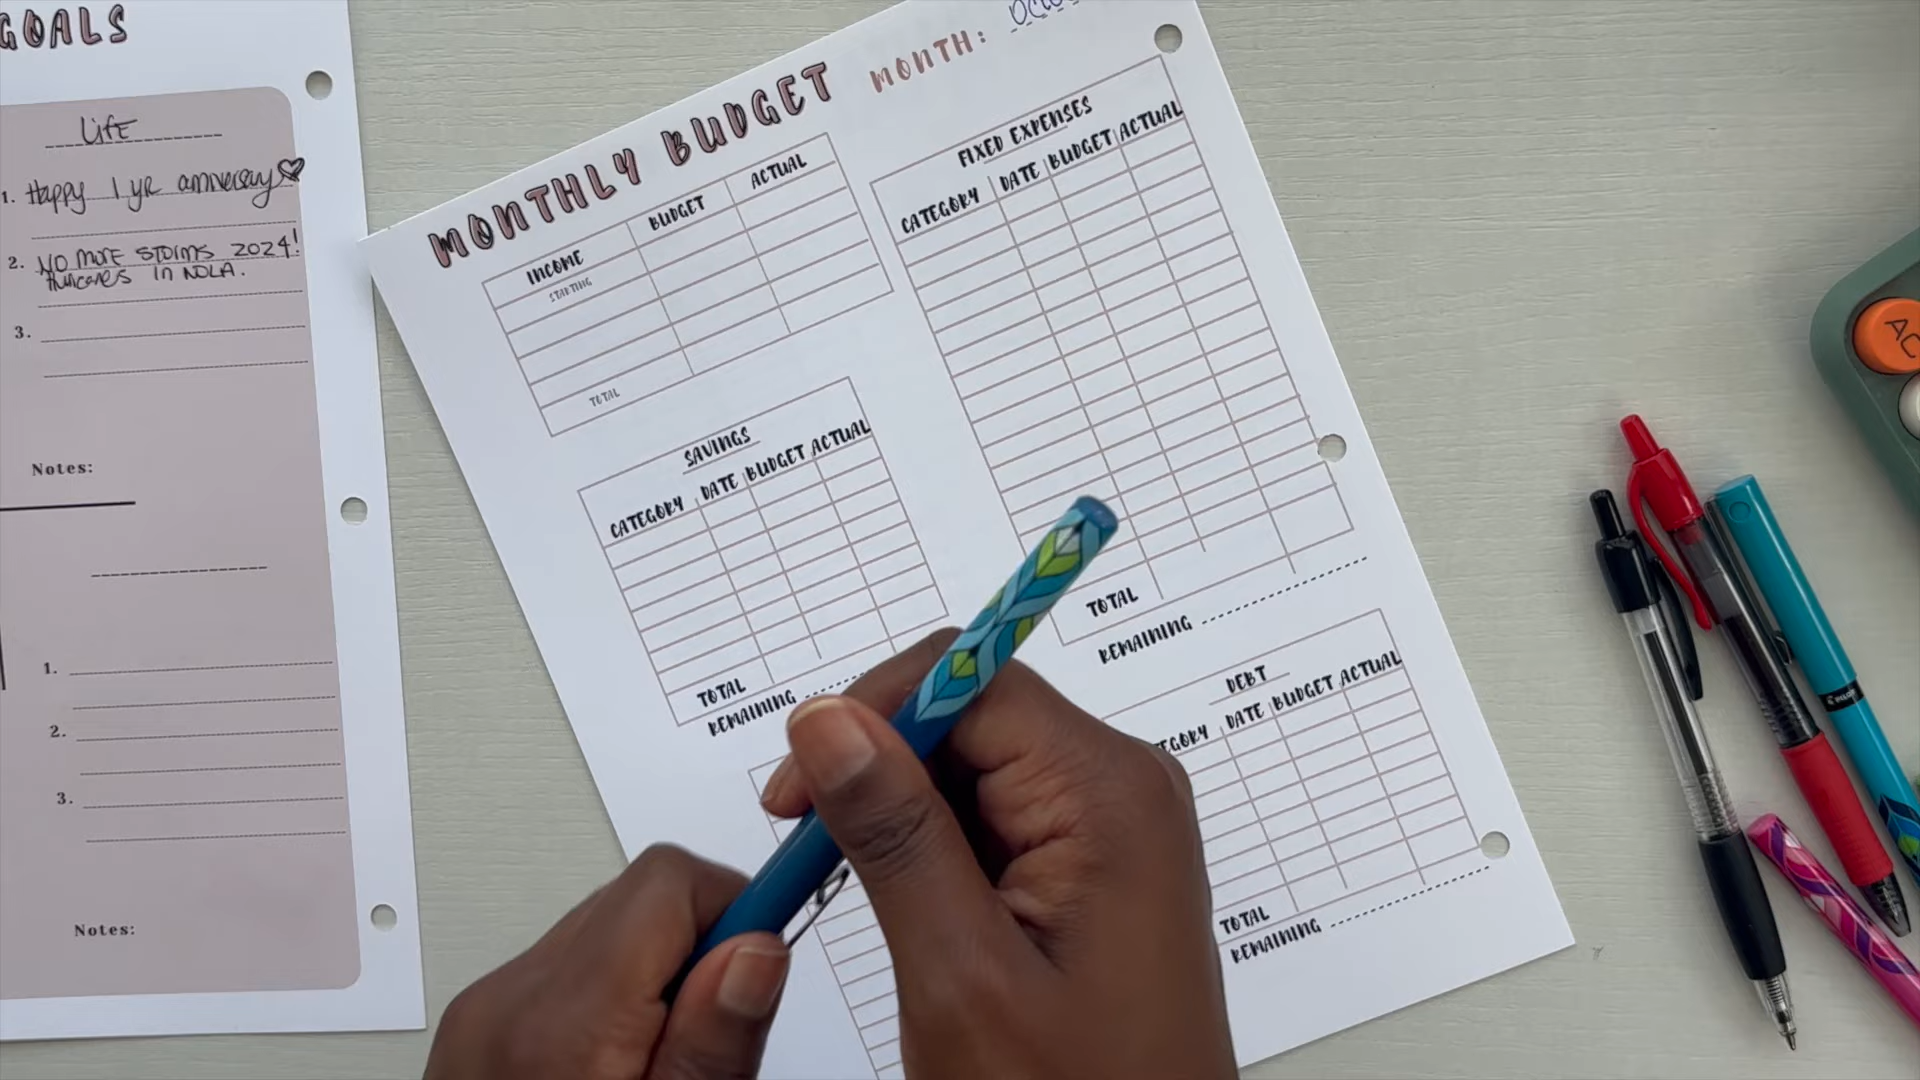 GOALS
Life
1. Happy 1 yr anniversary
2. No more storms 2024!
Hurricanes in NOLA.
3.
Notes:
1.
2.
3.
Notes:
MONTHLY BUDGET
MONTH:
INCOME BUDGET ACTUAL
STARTING
TOTAL
SAVINGS
CATEGORY DATE BUDGET ACTUAL
TOTAL
REMAINING
FIXED EXPENSES
CATEGORY DATE BUDGET ACTUAL
TOTAL
REMAINING
DEBT
DATE BUDGET ACTUAL
TOTAL
REMAINING
AC